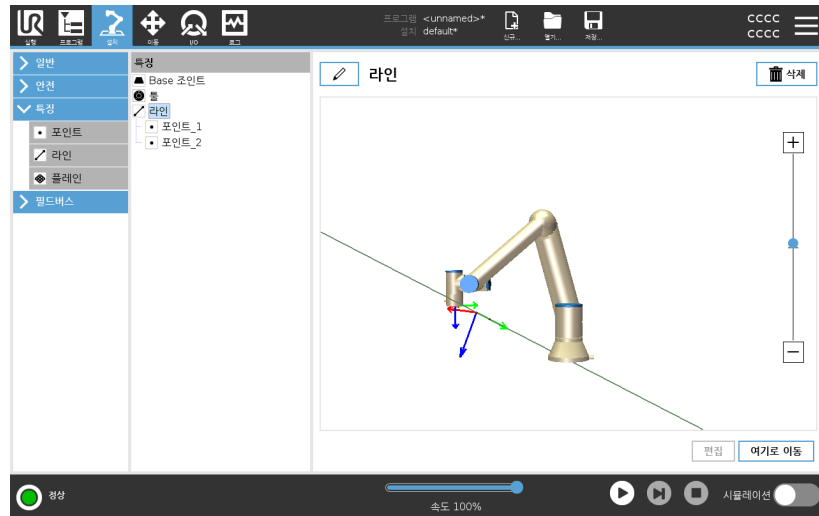 UR
실행
프로그램
설치
이동
I/O
로그
프로그램 <unnamed>*
설치 default*
신규...
열기...
저장...
cccc
cccc
일반
안전
특징
포인트
라인
플레인
필드버스
특징
Base 조인트
툴
라인
포인트_1
포인트_2
라인
삭제
편집
여기로 이동
정상
속도 100%
시뮬레이션